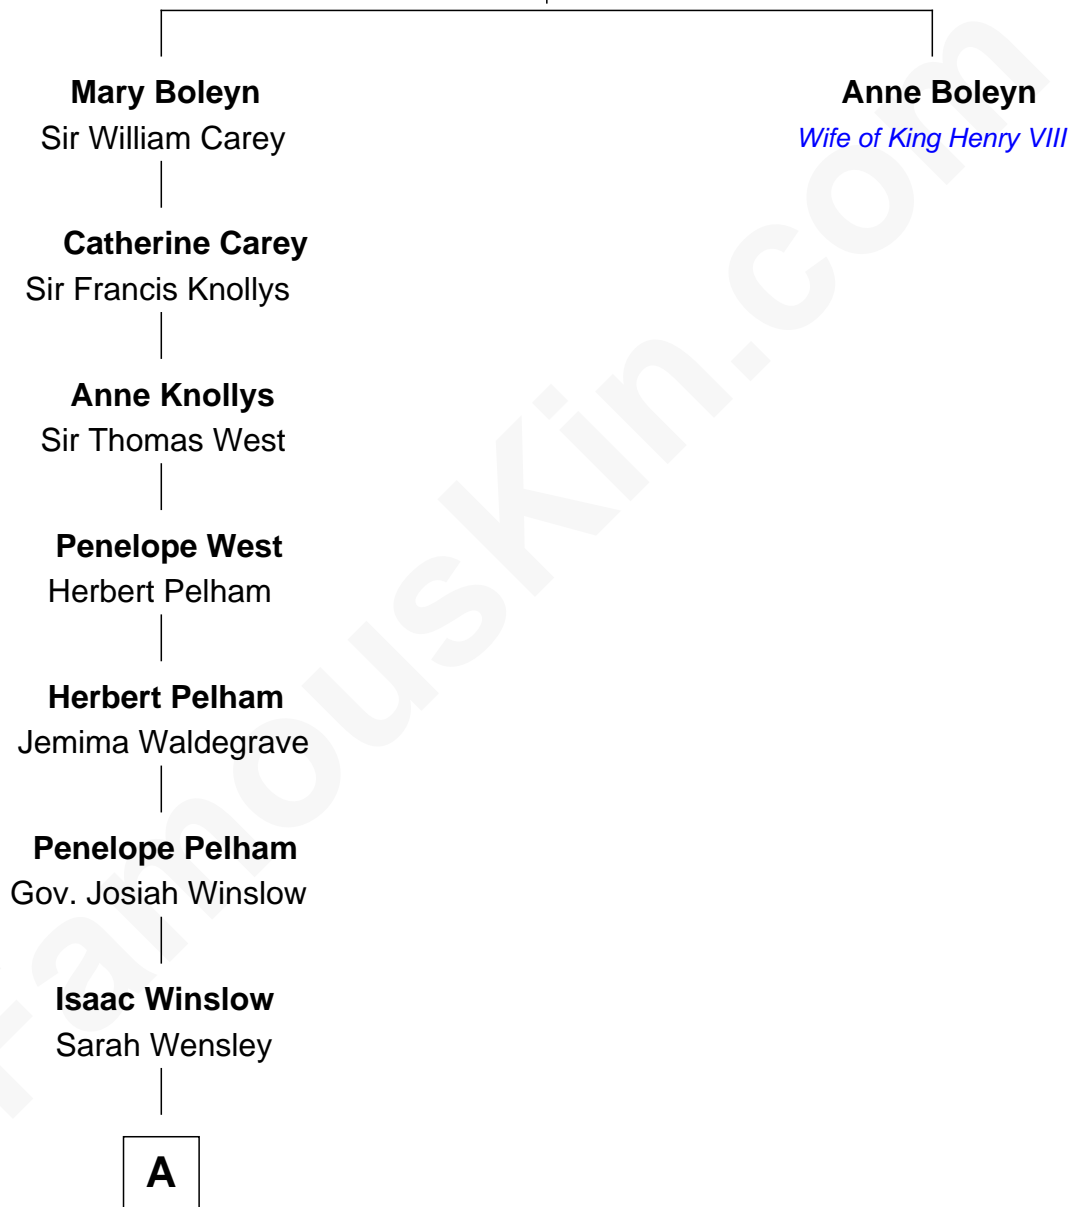 Mary Boleyn
Sir William Carey
Anne Boleyn
Wife of King Henry VIII
Catherine Carey
Sir Francis Knollys
Anne Knollys
Sir Thomas West
Penelope West
Herbert Pelham
Herbert Pelham
Jemima Waldegrave
Penelope Pelham
Gov. Josiah Winslow
Isaac Winslow
Sarah Wensley
A
FamousKin.com